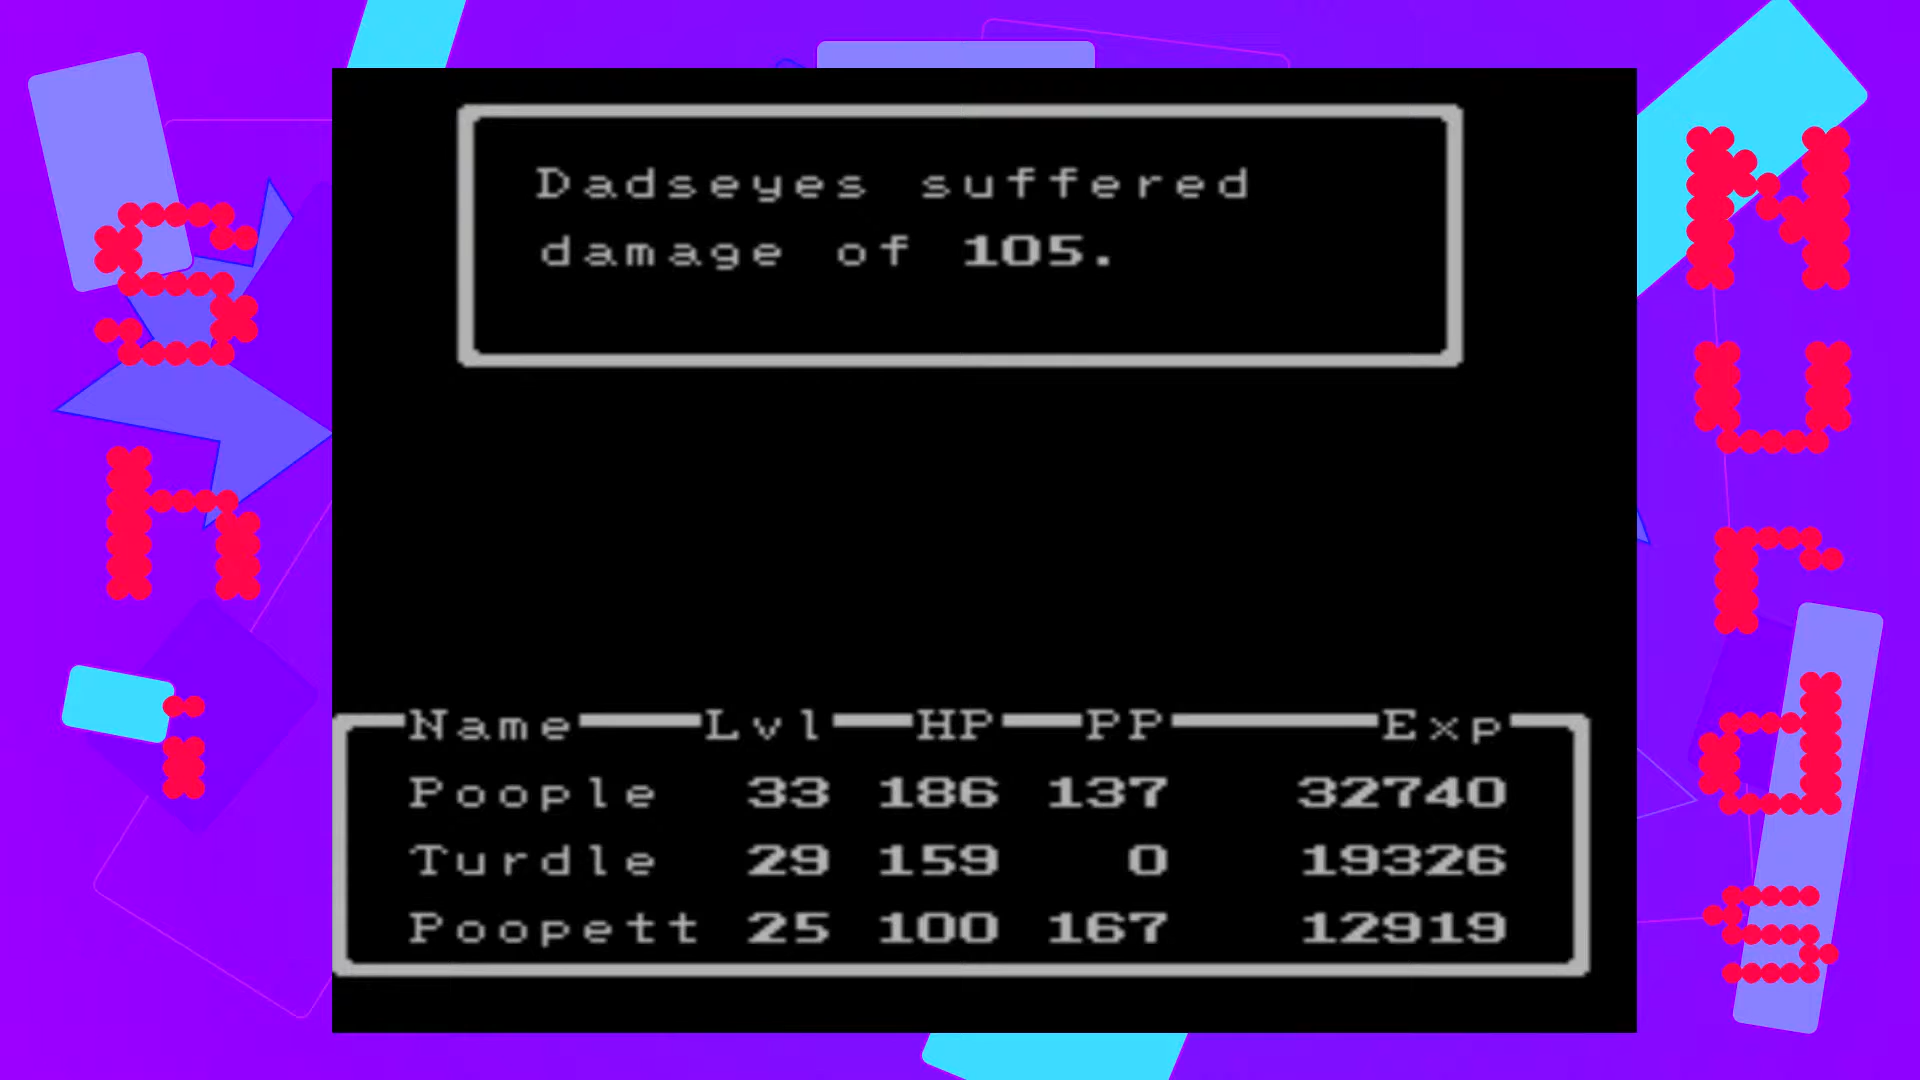 Dadseyes suffered
damage of 105.
Name Lvl HP PP Exp
Poople 33 186 137 32740
Turdle 29 159 0 19326
Poopett 25 100 167 12919
S
h
i
M
u
r
d
s